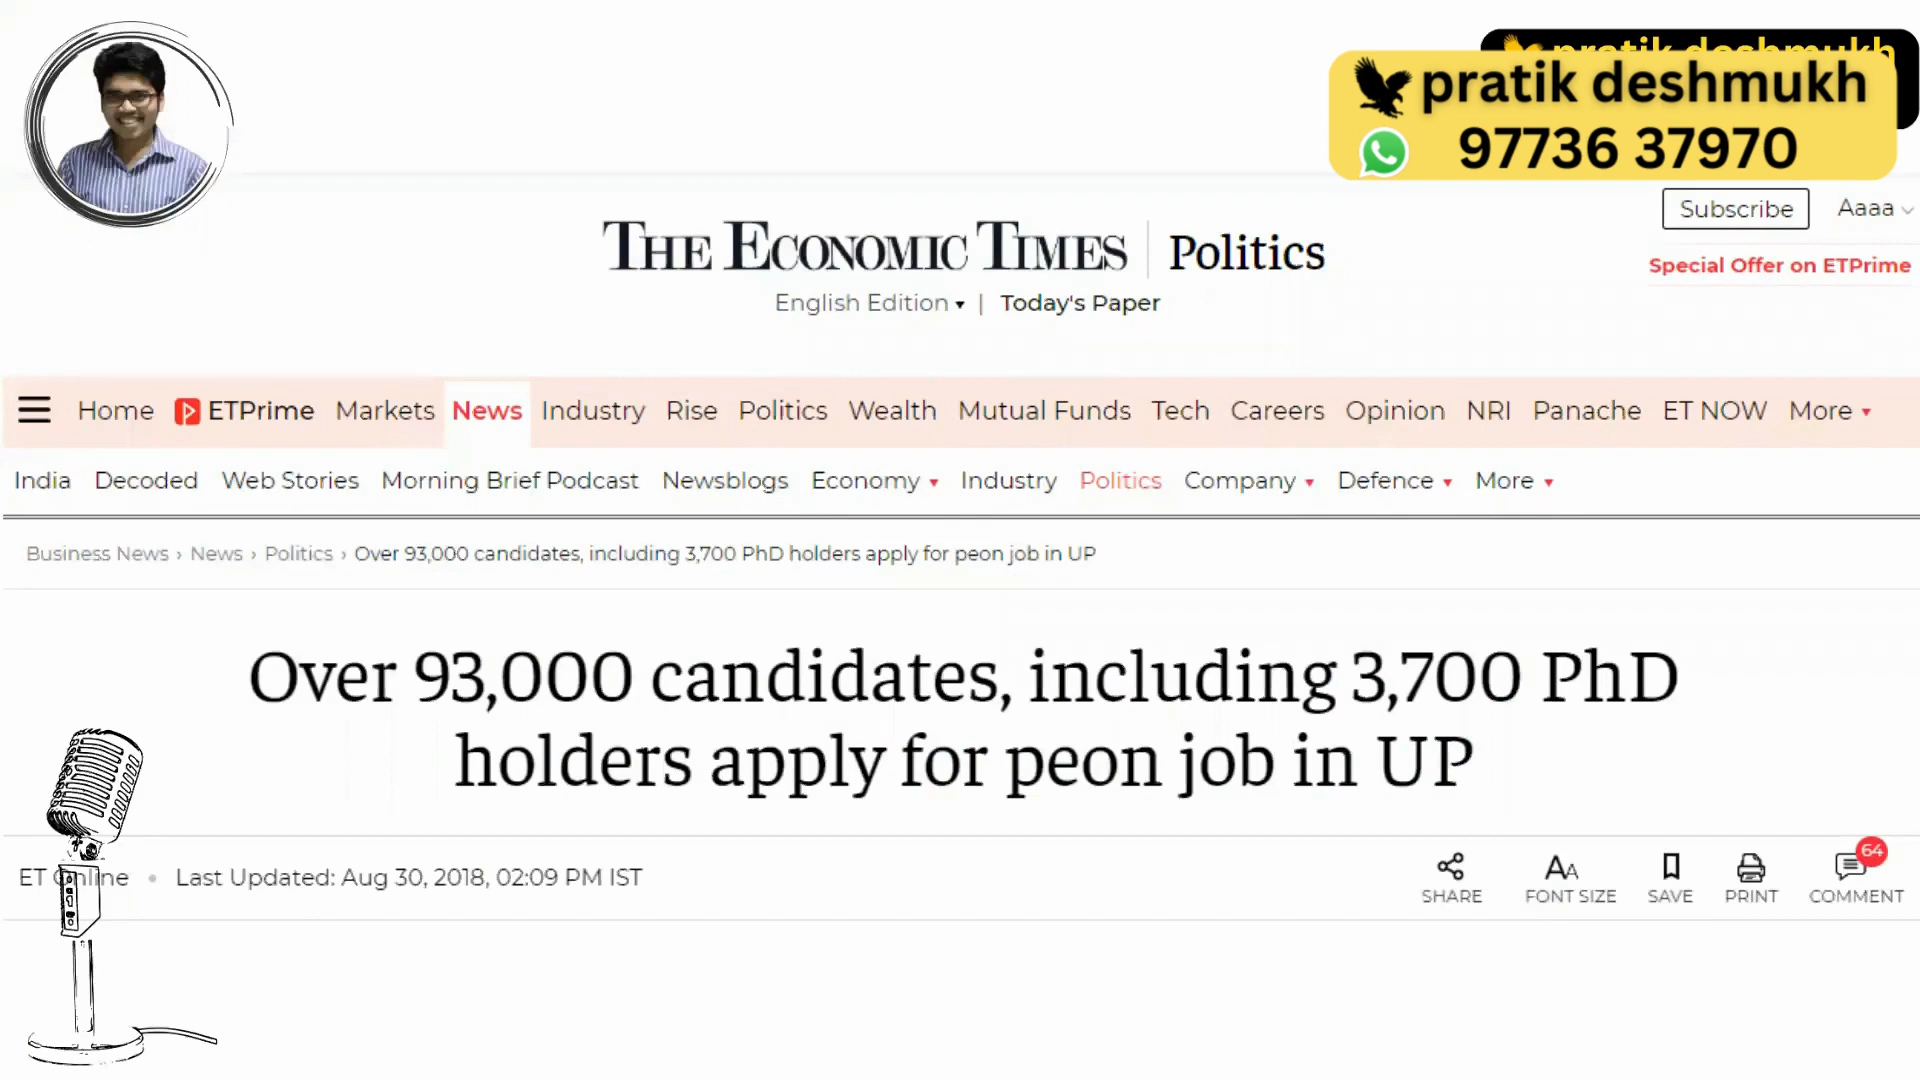 pratik deshmukh
pratik deshmukh
97736 37970
Subscribe
Aaaa
THE ECONOMIC TIMES | Politics
Special Offer on ETPrime
English Edition | Today's Paper
Home ETPrime Markets News Industry Rise Politics Wealth Mutual Funds Tech Careers Opinion NRI Panache ET NOW More
India Decoded Web Stories Morning Brief Podcast Newsblogs Economy Industry Politics Company Defence More
Business News › News › Politics › Over 93,000 candidates, including 3,700 PhD holders apply for peon job in UP
Over 93,000 candidates, including 3,700 PhD
holders apply for peon job in UP
64
ET Online • Last Updated: Aug 30, 2018, 02:09 PM IST
SHARE AA FONT SIZE SAVE PRINT COMMENT